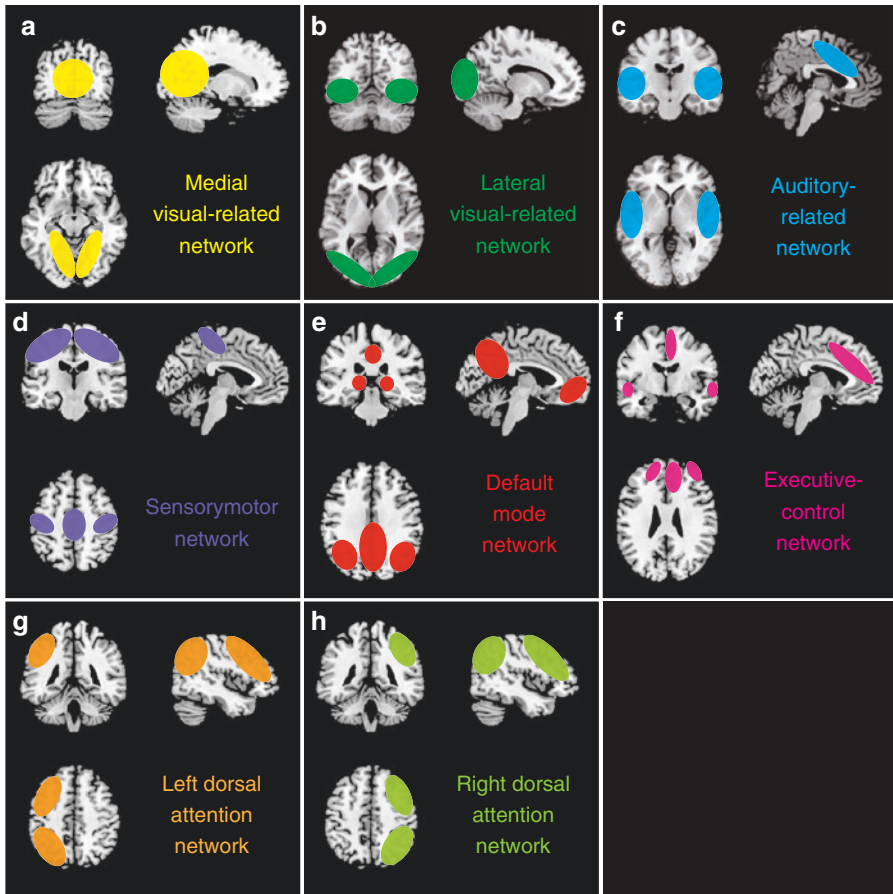 a
Medial
visual-related
network
b
Lateral
visual-related
network
c
Auditory-
related
network
d
Sensorymotor
network
e
Default
mode
network
f
Executive-
control
network
g
Left dorsal
attention
network
h
Right dorsal
attention
network